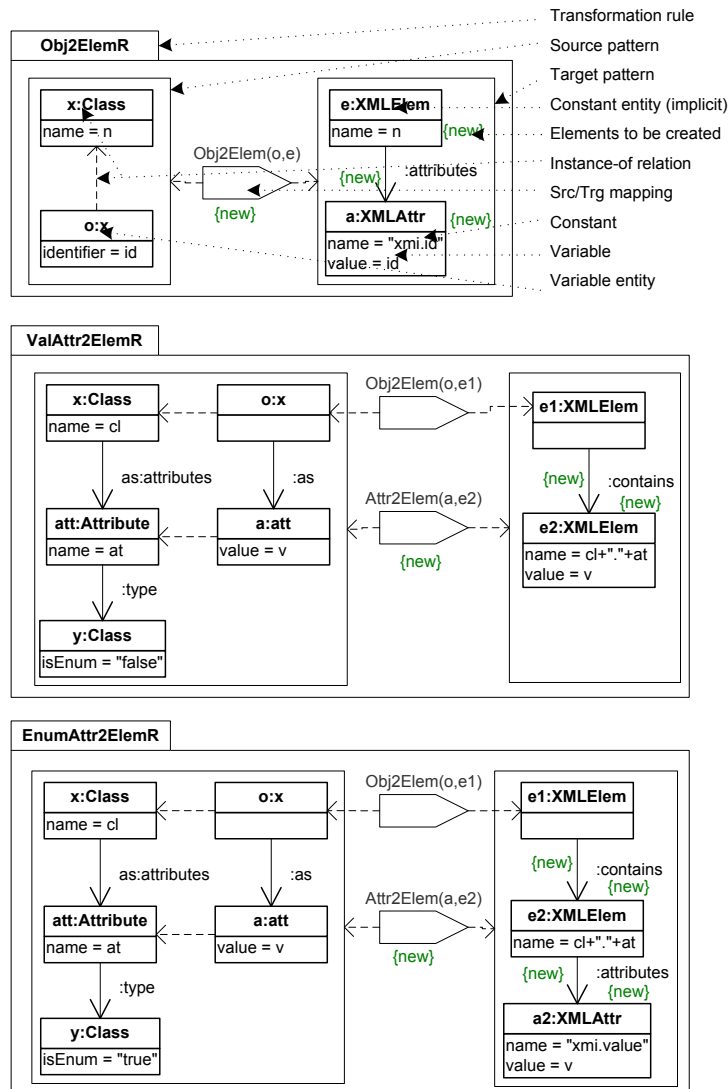 Transformation rule
Obj2ElemR
Source pattern
Target pattern
x:Class
name = n
e:XMLElem
name = n
{new}
Constant entity (implicit)
Elements to be created
Obj2Elem(o,e)
{new}
{new}
:attributes
Instance-of relation
Src/Trg mapping
o:x
identifier = id
a:XMLAttr
{new}
name = "xmi.id"
value = id
Constant
Variable
Variable entity
ValAttr2ElemR
x:Class
name = cl
o:x
Obj2Elem(o,e1)
e1:XMLElem
as:attributes
:as
{new}
:contains
{new}
att:Attribute
name = at
a:att
value = v
Attr2Elem(a,e2)
{new}
e2:XMLElem
name = cl+"."+at
value = v
:type
y:Class
isEnum = "false"
EnumAttr2ElemR
x:Class
name = cl
o:x
Obj2Elem(o,e1)
e1:XMLElem
as:attributes
:as
{new}
:contains
{new}
att:Attribute
name = at
a:att
value = v
Attr2Elem(a,e2)
{new}
e2:XMLElem
name = cl+"."+at
{new}
:attributes
{new}
:type
y:Class
isEnum = "true"
a2:XMLAttr
name = "xmi.value"
value = v